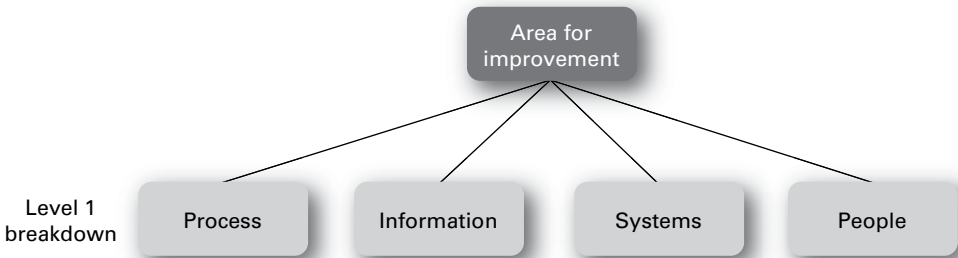 Area for
improvement
Level 1
breakdown
Process
Information
Systems
People